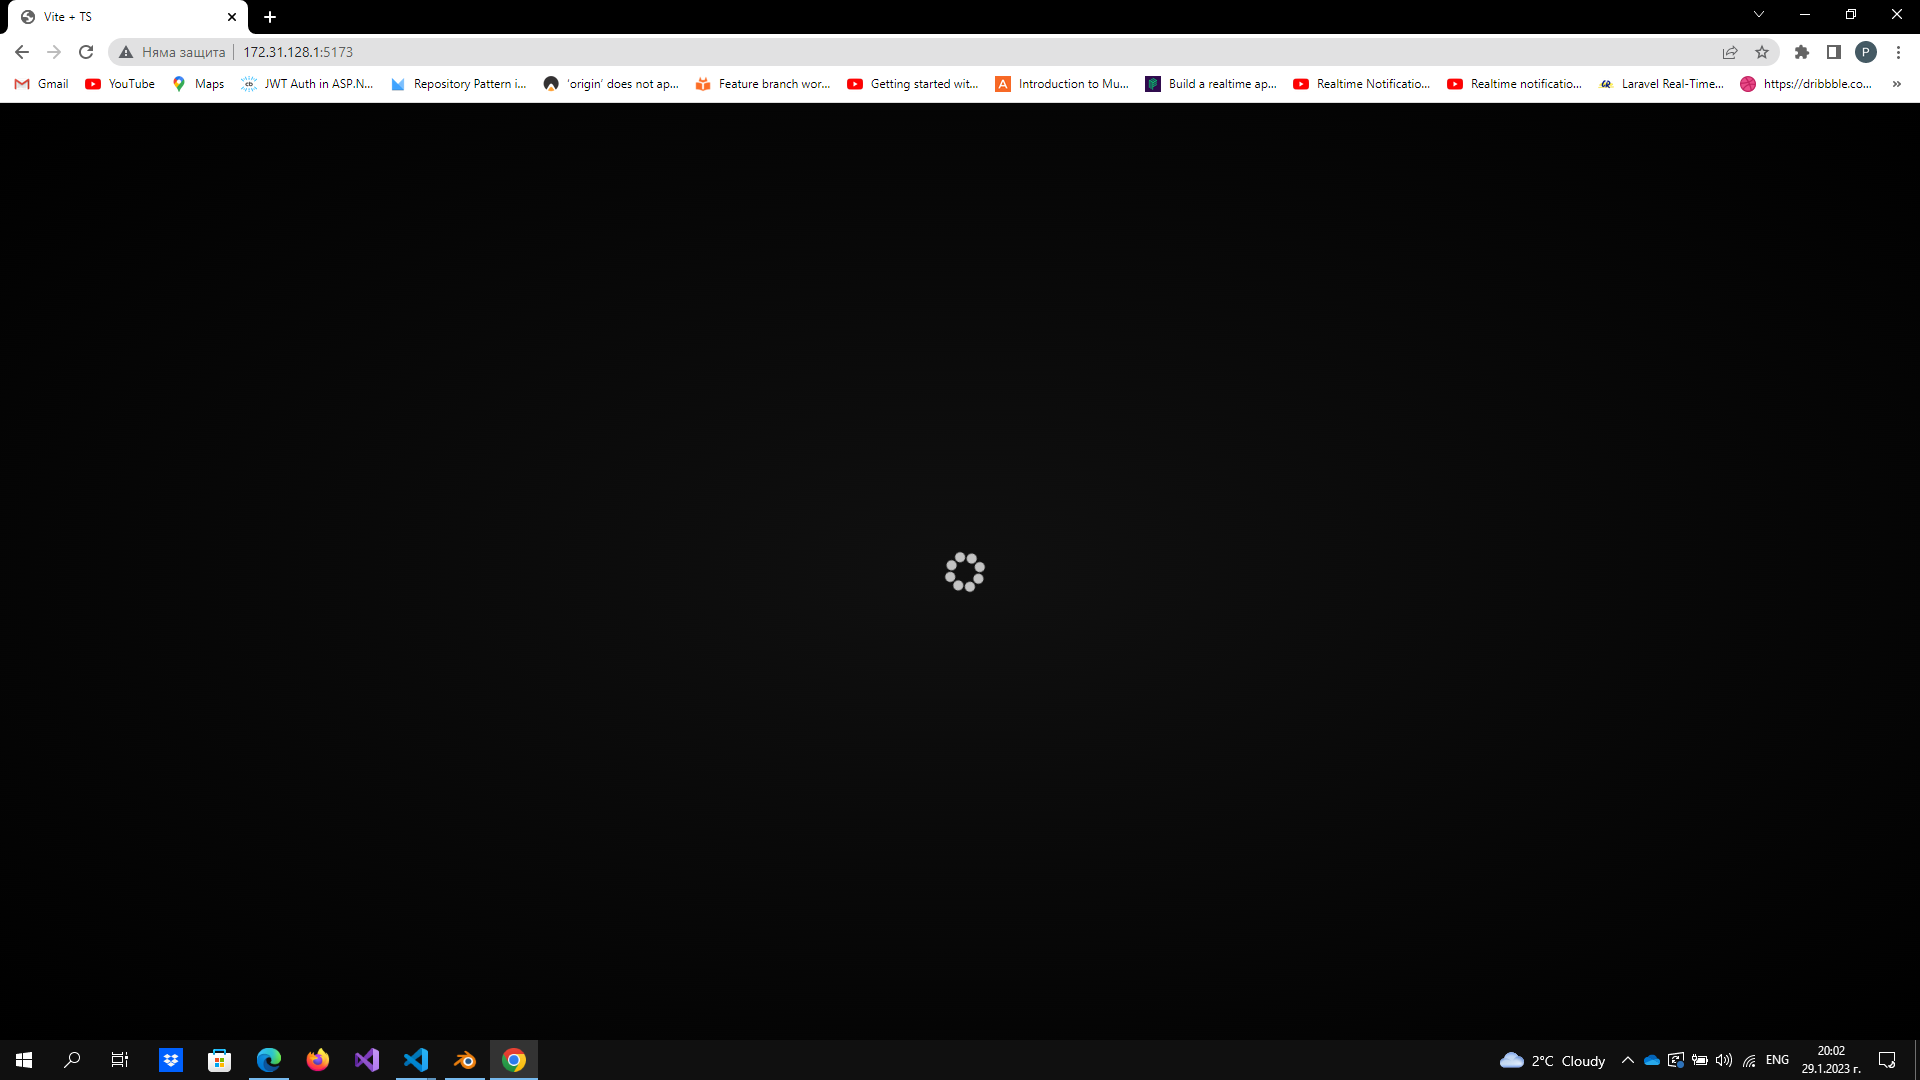 Vite + TS
Няма защита 172.31.128.1:5173
P
Gmail YouTube Maps JWT Auth in ASP.N... Repository Pattern i... 'origin' does not ap... Feature branch wor... Getting started wit... Introduction to Mu... Build a realtime ap... Realtime Notificatio... Realtime notificatio... Laravel Real-Time... https://dribbble.co... »
2°C Cloudy ENG 20:02
29.1.2023 г.